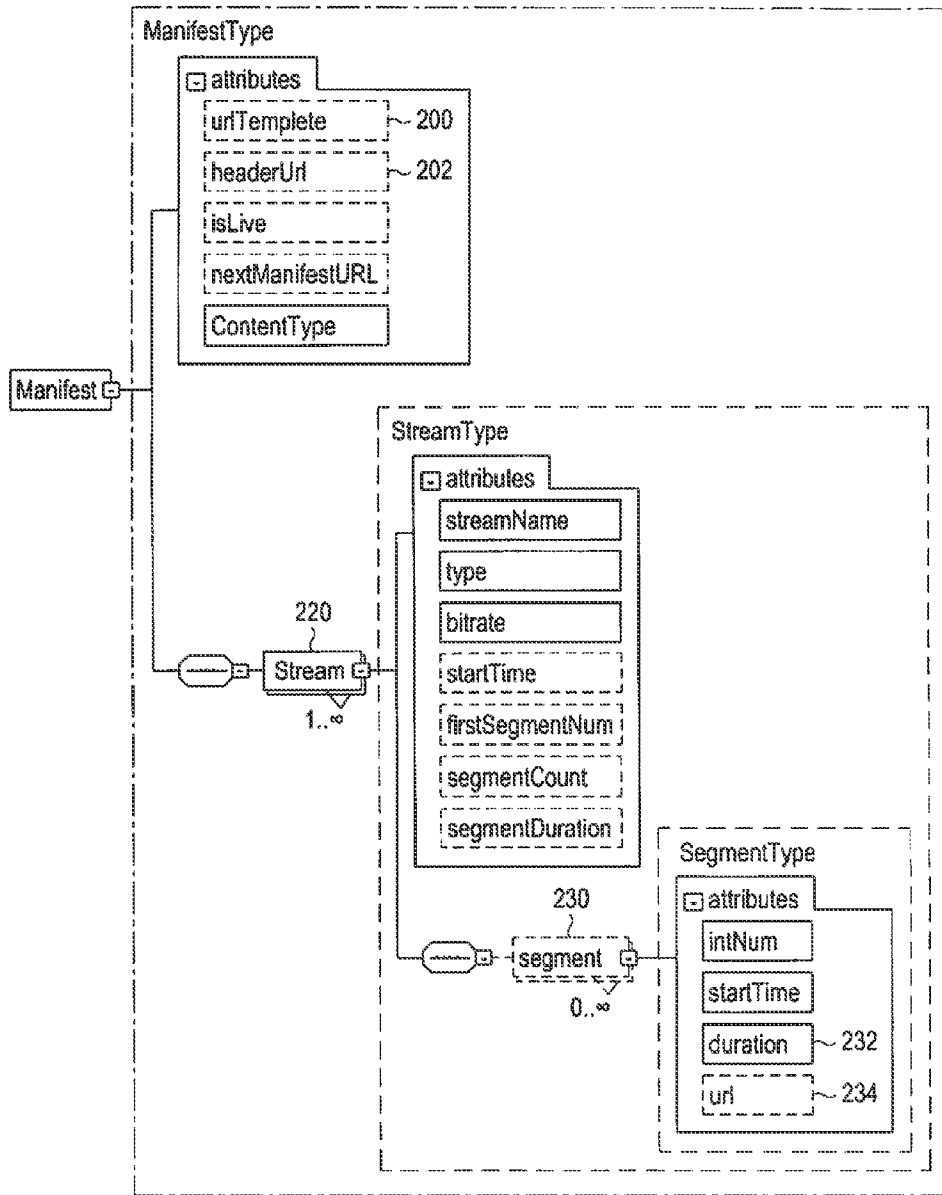 ManifestType
attributes
urlTemplete 200
headerUrl 202
isLive
nextManifestURL
ContentType
Manifest
StreamType
attributes
streamName
type
bitrate
startTime
firstSegmentNum
segmentCount
segmentDuration
220
Stream
1..∞
SegmentType
attributes
intNum
startTime
duration 232
url 234
230
segment
0..∞